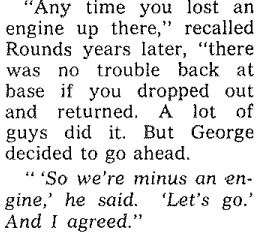 "Any time you lost an
engine up there," recalled
Rounds years later, "there
was no trouble back at
base if you dropped out
and returned. A lot of
guys did it. But George
decided to go ahead.
" 'So we're minus an en-
gine,' he said. 'Let's go.'
And I agreed."